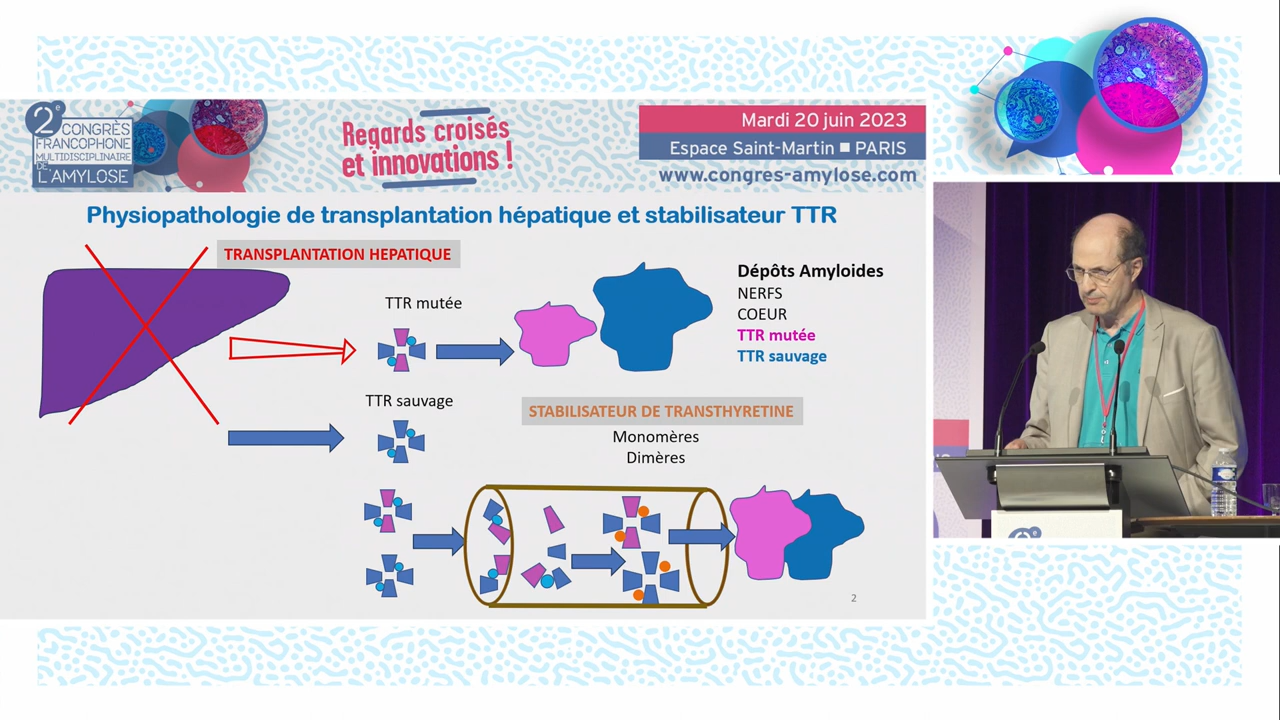 2e CONGRÈS
FRANCOPHONE
MULTIDISCIPLINAIRE
DE
L'AMYLOSE
Regards croisés
et innovations !
Mardi 20 juin 2023
Espace Saint-Martin ■ PARIS
www.congres-amylose.com
Physiopathologie de transplantation hépatique et stabilisateur TTR
TRANSPLANTATION HEPATIQUE
TTR mutée
Dépôts Amyloides
NERFS
COEUR
TTR mutée
TTR sauvage
TTR sauvage
STABILISATEUR DE TRANSTHYRETINE
Monomères
Dimères
2